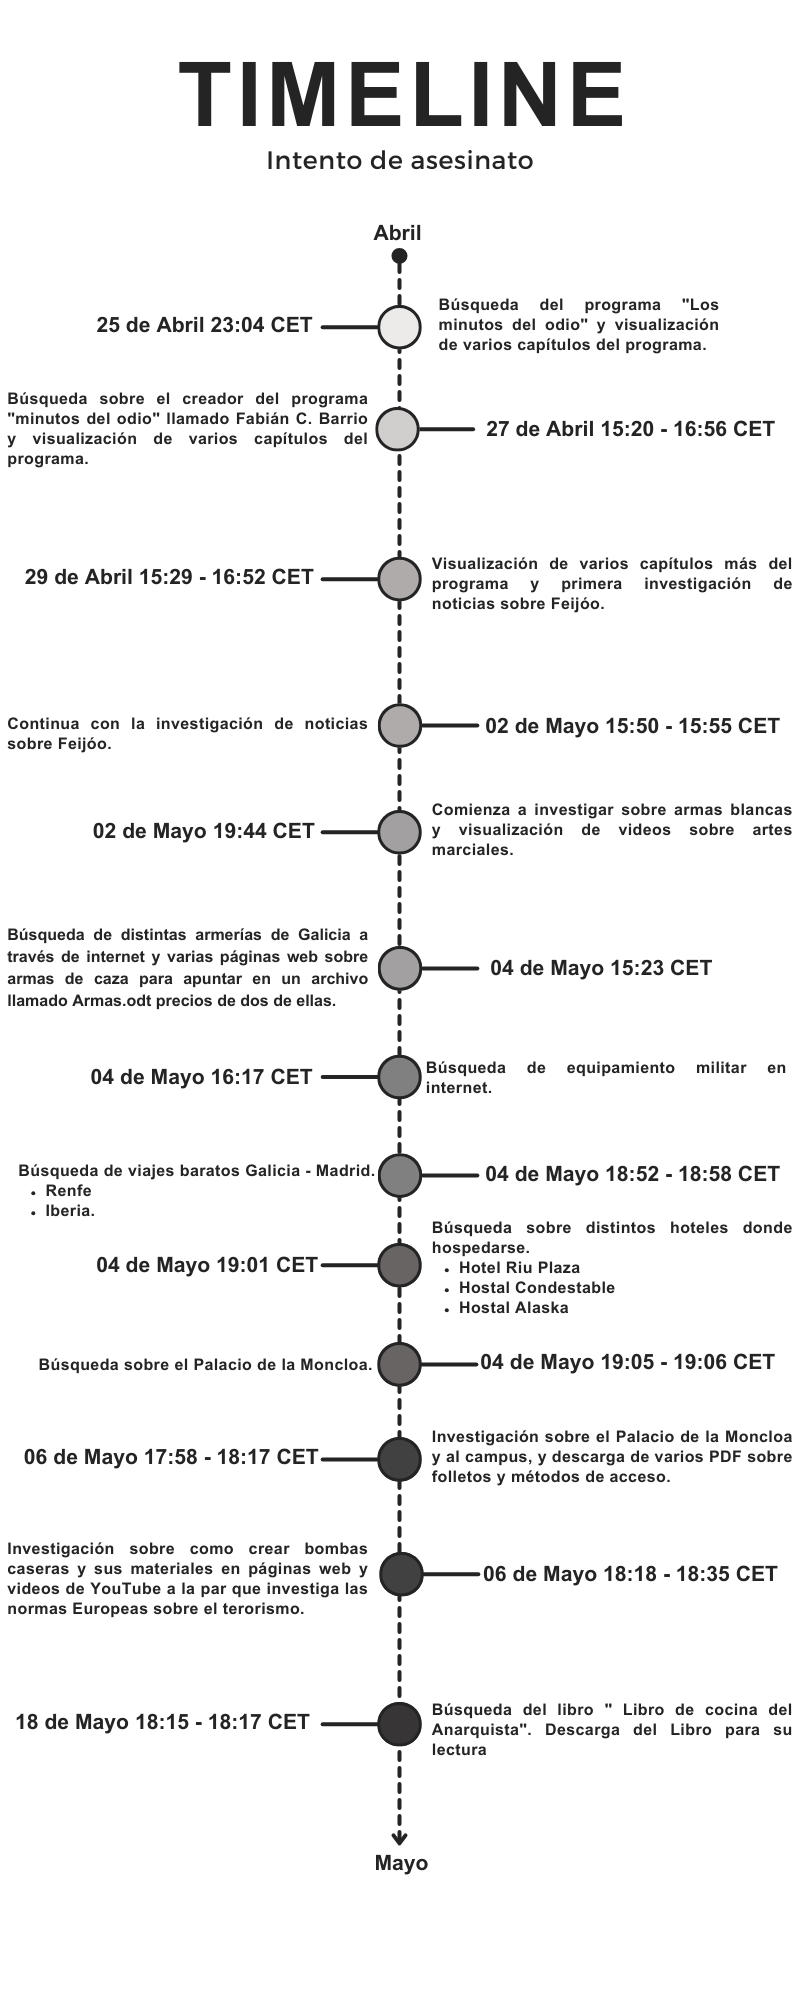 TIMELINE
Intento de asesinato
Abril
25 de Abril 23:04 CET
Búsqueda del programa "Los
minutos del odio" y visualización
de varios capítulos del programa.
Búsqueda sobre el creador del programa
"minutos del odio" llamado Fabián C. Barrio
y visualización de varios capítulos del
programa.
27 de Abril 15:20 - 16:56 CET
29 de Abril 15:29 - 16:52 CET
Visualización de varios capítulos más del
programa y primera investigación de
noticias sobre Feijóo.
Continua con la investigación de noticias
sobre Feijóo.
02 de Mayo 15:50 - 15:55 CET
02 de Mayo 19:44 CET
Comienza a investigar sobre armas blancas
y visualización de videos sobre artes
marciales.
Búsqueda de distintas armerías de Galicia a
través de internet y varias páginas web sobre
armas de caza para apuntar en un archivo
llamado Armas.odt precios de dos de ellas.
04 de Mayo 15:23 CET
04 de Mayo 16:17 CET
Búsqueda de equipamiento militar en
internet.
Búsqueda de viajes baratos Galicia - Madrid.
• Renfe
• Iberia.
04 de Mayo 18:52 - 18:58 CET
04 de Mayo 19:01 CET
Búsqueda sobre distintos hoteles donde
hospedarse.
• Hotel Riu Plaza
• Hostal Condestable
• Hostal Alaska
Búsqueda sobre el Palacio de la Moncloa.
04 de Mayo 19:05 - 19:06 CET
06 de Mayo 17:58 - 18:17 CET
Investigación sobre el Palacio de la Moncloa
y al campus, y descarga de varios PDF sobre
folletos y métodos de acceso.
Investigación sobre como crear bombas
caseras y sus materiales en páginas web y
videos de YouTube a la par que investiga las
normas Europeas sobre el terorismo.
06 de Mayo 18:18 - 18:35 CET
18 de Mayo 18:15 - 18:17 CET
Búsqueda del libro " Libro de cocina del
Anarquista". Descarga del Libro para su
lectura
Mayo